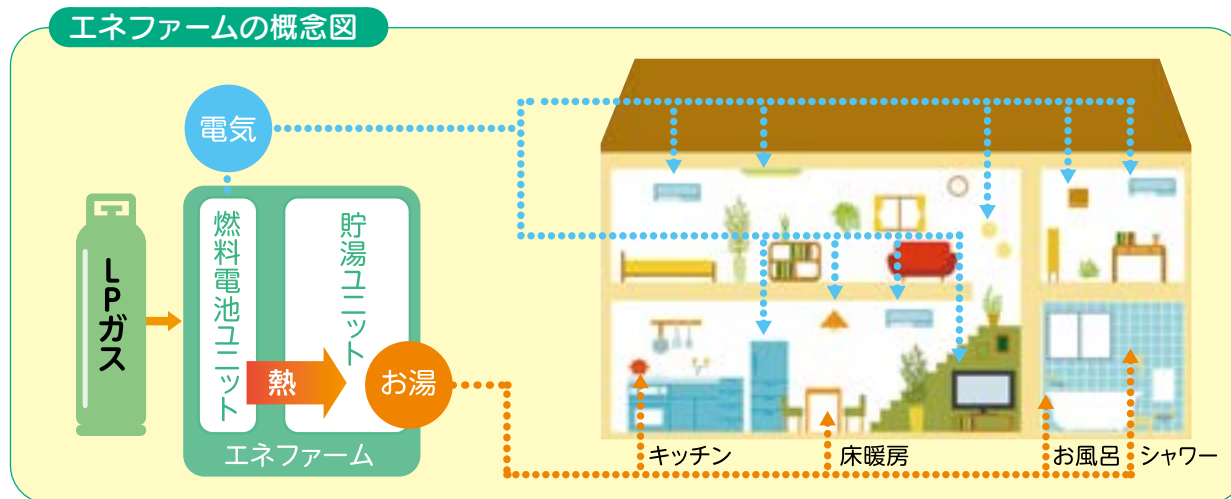 エネファームの概念図
電気
LPガス
燃料電池ユニット
貯湯ユニット
熱
お湯
エネファーム
キッチン
床暖房
お風呂
シャワー